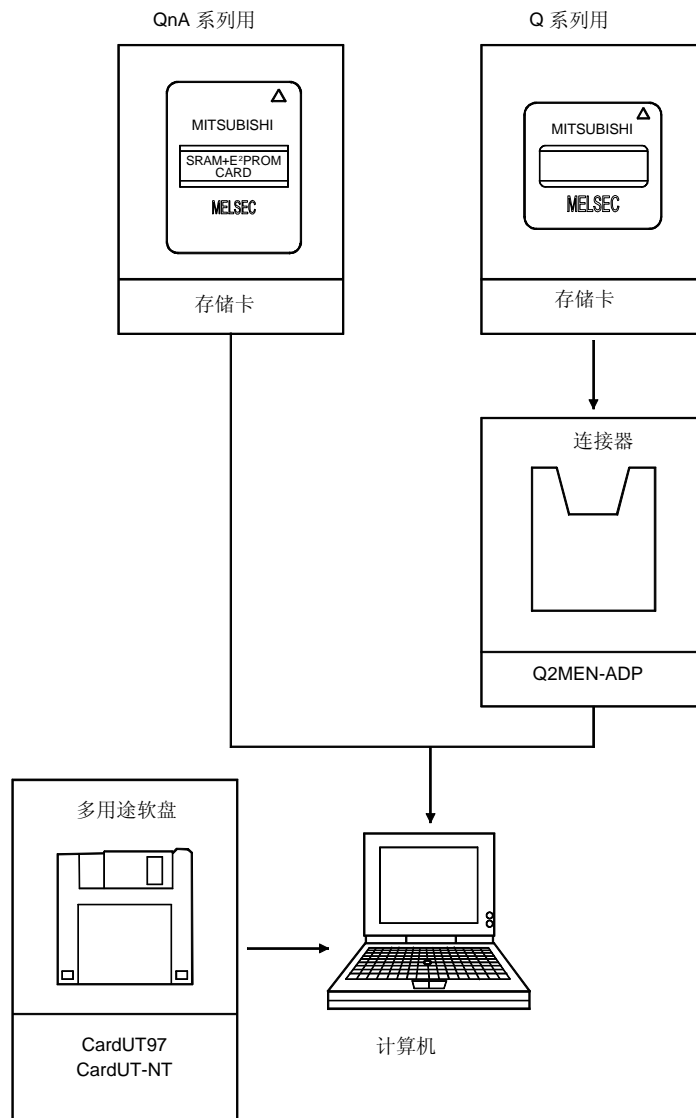 QnA 系列用
Q 系列用
MITSUBISHI
SRAM+E²PROM
CARD
MELSEC
存储卡
MITSUBISHI
MELSEC
存储卡
连接器
Q2MEN-ADP
多用途软盘
CardUT97
CardUT-NT
计算机